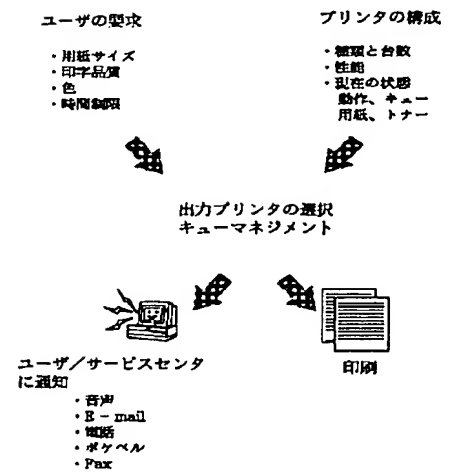 ユーザの要求
・用紙サイズ
・印字品質
・色
・時間制限
プリンタの構成
・種類と台数
・性能
・現在の状態
動作、キュー
用紙、トナー
出力プリンタの選択
キューマネジメント
ユーザ／サービスセンタ
に通知
・音声
・E-mail
・電話
・ポケベル
・Fax
印刷